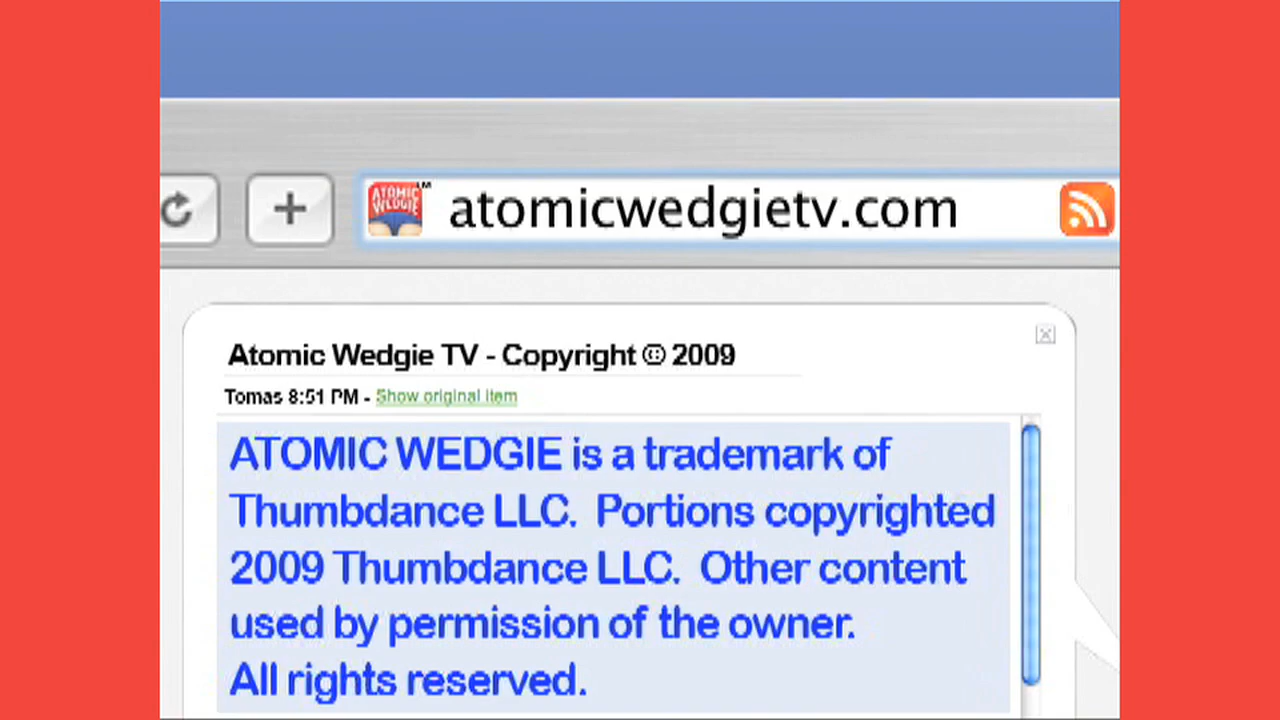 ATOMIC WEDGIE™ atomicwedgietv.com
Atomic Wedgie TV - Copyright © 2009
Tomas 8:51 PM - Show original item
ATOMIC WEDGIE is a trademark of
Thumbdance LLC. Portions copyrighted
2009 Thumbdance LLC. Other content
used by permission of the owner.
All rights reserved.